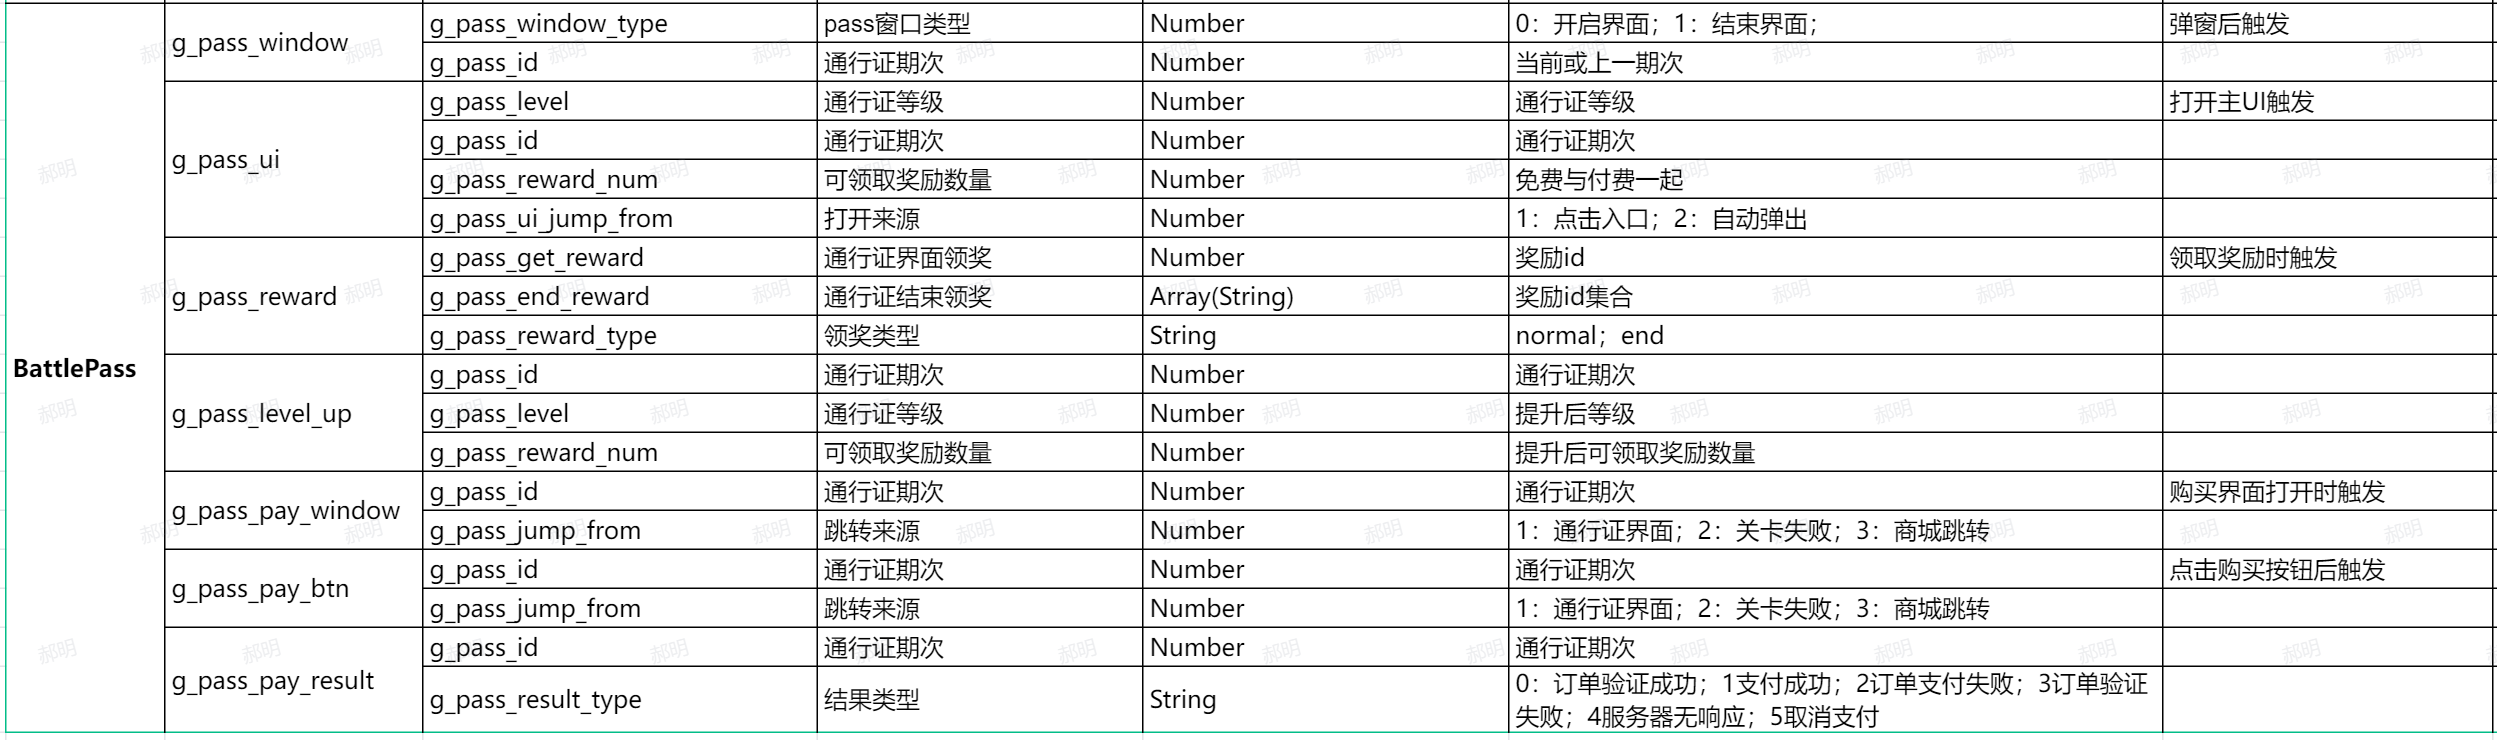 BattlePass
g_pass_window
g_pass_window_type
pass窗口类型
Number
0：开启界面；1：结束界面；
弹窗后触发
g_pass_id
通行证期次
Number
当前或上一期次
g_pass_ui
g_pass_level
通行证等级
Number
通行证等级
打开主UI触发
g_pass_id
通行证期次
Number
通行证期次
g_pass_reward_num
可领取奖励数量
Number
免费与付费一起
g_pass_ui_jump_from
打开来源
Number
1：点击入口；2：自动弹出
g_pass_reward
g_pass_get_reward
通行证界面领奖
Number
奖励id
领取奖励时触发
g_pass_end_reward
通行证结束领奖
Array(String)
奖励id集合
g_pass_reward_type
领奖类型
String
normal；end
g_pass_level_up
g_pass_id
通行证期次
Number
通行证期次
g_pass_level
通行证等级
Number
提升后等级
g_pass_reward_num
可领取奖励数量
Number
提升后可领取奖励数量
g_pass_pay_window
g_pass_id
通行证期次
Number
通行证期次
购买界面打开时触发
g_pass_jump_from
跳转来源
Number
1：通行证界面；2：关卡失败；3：商城跳转
g_pass_pay_btn
g_pass_id
通行证期次
Number
通行证期次
点击购买按钮后触发
g_pass_jump_from
跳转来源
Number
1：通行证界面；2：关卡失败；3：商城跳转
g_pass_pay_result
g_pass_id
通行证期次
Number
通行证期次
g_pass_result_type
结果类型
String
0：订单验证成功；1支付成功；2订单支付失败；3订单验证
失败；4服务器无响应；5取消支付
郝明